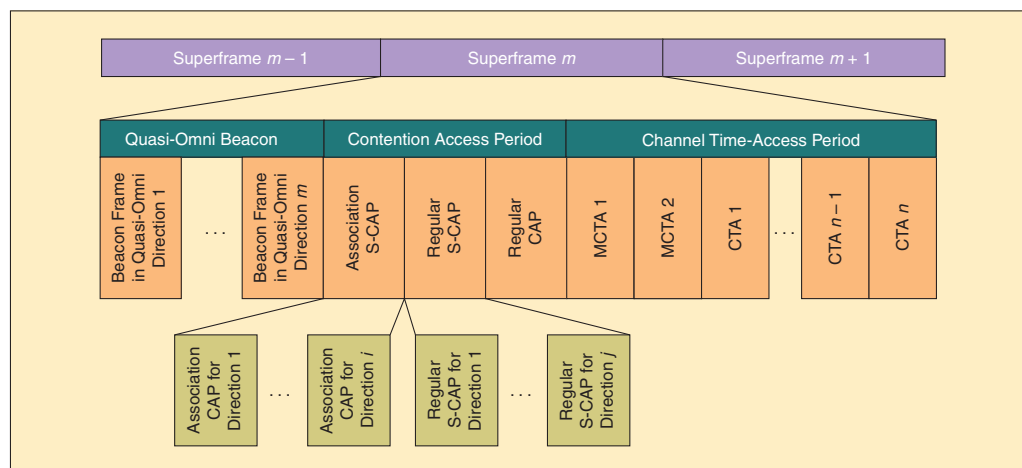 Superframe m – 1
Superframe m
Superframe m + 1
Quasi-Omni Beacon
Contention Access Period
Channel Time-Access Period
Beacon Frame
in Quasi-Omni
Direction 1
...
Beacon Frame
in Quasi-Omni
Direction m
Association
S-CAP
Regular
S-CAP
Regular
CAP
MCTA 1
MCTA 2
CTA 1
...
CTA n – 1
CTA n
Association
CAP for
Direction 1
...
Association
CAP for
Direction i
Regular
S-CAP for
Direction 1
...
Regular
S-CAP for
Direction j